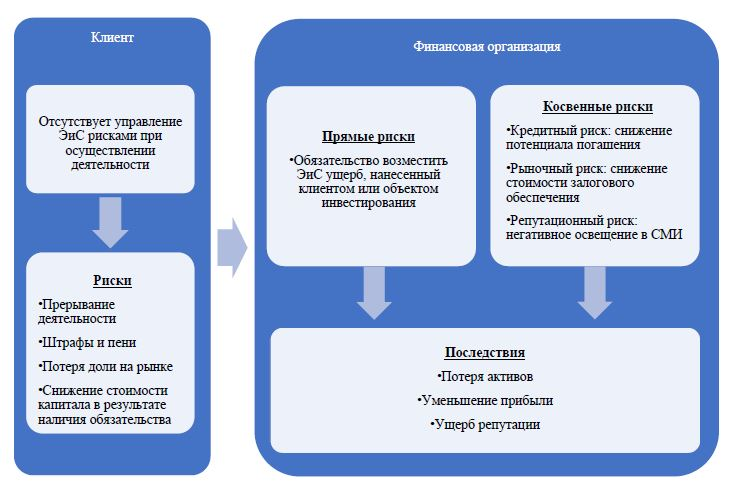 Клиент
Отсутствует управление
ЭиС рисками при
осуществлении
деятельности
Риски
•Прерывание
деятельности
•Штрафы и пени
•Потеря доли на рынке
•Снижение стоимости
капитала в результате
наличия обязательства
Финансовая организация
Прямые риски
•Обязательство возместить
ЭиС ущерб, нанесенный
клиентом или объектом
инвестирования
Косвенные риски
•Кредитный риск: снижение
потенциала погашения
•Рыночный риск: снижение
стоимости залогового
обеспечения
•Репутационный риск:
негативное освещение в СМИ
Последствия
•Потеря активов
•Уменьшение прибыли
•Ущерб репутации